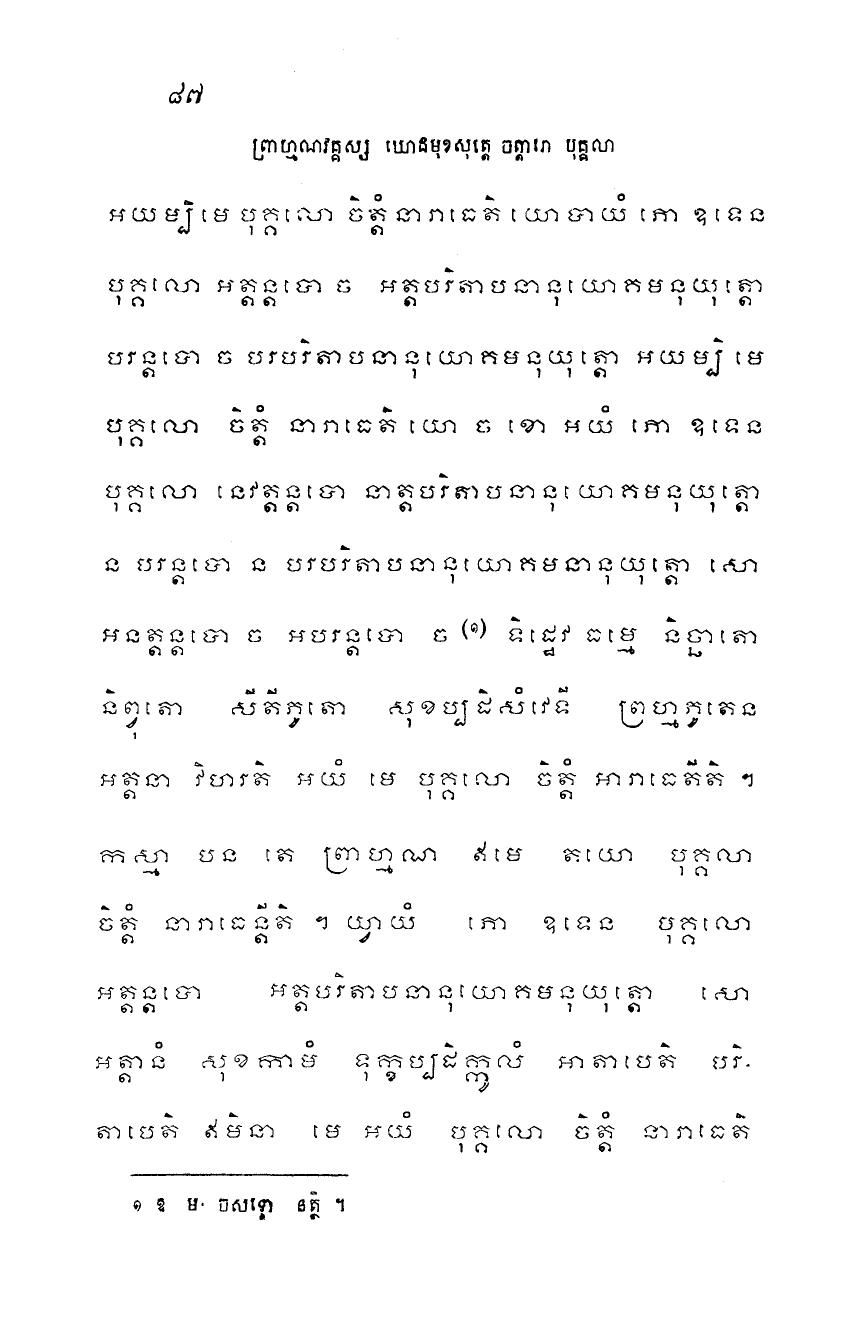 ៨៧
ព្រាហ្មណវគ្គស្ស ឃោដមុខសុត្តេ ចត្តារោ បុគ្គលា
អយម្បិ មេ បុគ្គលោ ចិត្តំ នារាធេតិ យោ ចាយំ ភោ ឧទេន
បុគ្គលោ អត្តន្តបោ ច អត្តបរិតាបនានុយោគមនុយុត្តោ
បរន្តបោ ច បរបរិតាបនានុយោគមនុយុត្តោ អយម្បិ មេ
បុគ្គលោ ចិត្តំ នារាធេតិ យោ ច ខោ អយំ ភោ ឧទេន
បុគ្គលោ នេវត្តន្តបោ នាត្តបរិតាបនានុយោគមនុយុត្តោ
ន បរន្តបោ ន បរបរិតាបនានុយោគមនានុយុត្តោ សោ
អនត្តន្តបោ ច អបរន្តបោ ច (១) ទិដ្ឋេវ ធម្មេ និច្ឆាតោ
និព្វុតោ សីតីភូតោ សុខប្បដិសំវេទី ព្រហ្មភូតេន
អត្តនា វិហរតិ អយំ មេ បុគ្គលោ ចិត្តំ អារាធេតីតិ ។
កស្មា បន តេ ព្រាហ្មណ ឥមេ តយោ បុគ្គលា
ចិត្តំ នារាធេន្តីតិ ។ យ្វាយំ ភោ ឧទេន បុគ្គលោ
អត្តន្តបោ អត្តបរិតាបនានុយោគមនុយុត្តោ សោ
អត្តានំ សុខកាមំ ទុក្ខប្បដិក្កូលំ អាតាបេតិ បរិ-
តាបេតិ ឥមិនា មេ អយំ បុគ្គលោ ចិត្តំ នារាធេតិ
១ ឱ ម. ចសទ្ទោ នត្ថិ ។